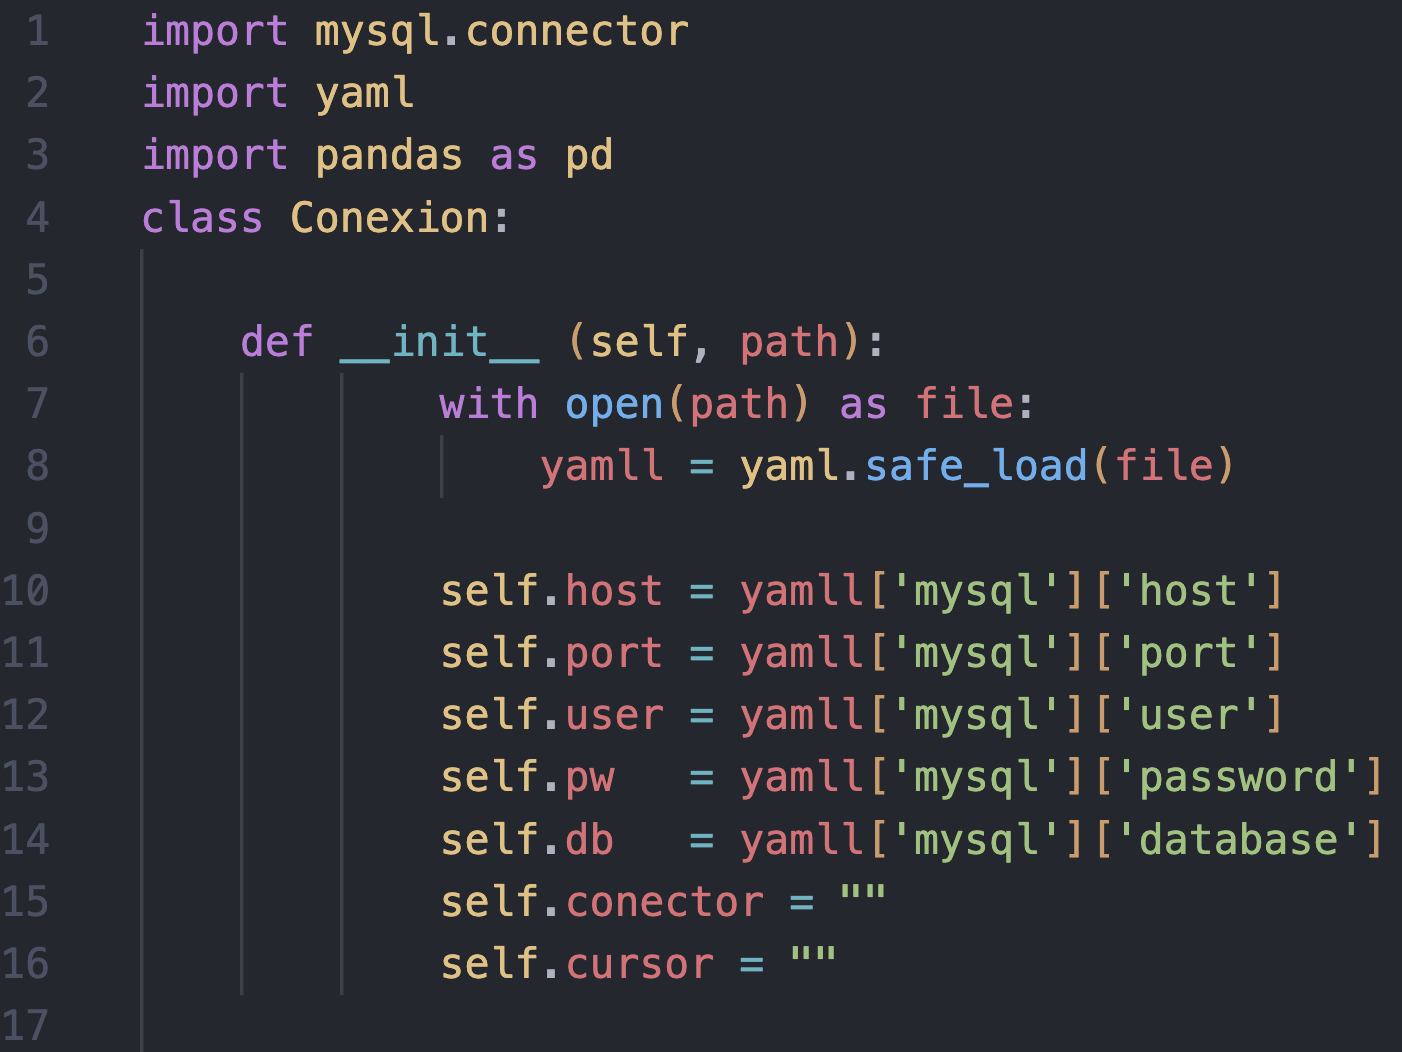 1 import mysql.connector
2 import yaml
3 import pandas as pd
4 class Conexion:
5
6     def __init__ (self, path):
7             with open(path) as file:
8                 yamll = yaml.safe_load(file)
9
10             self.host = yamll['mysql']['host']
11             self.port = yamll['mysql']['port']
12             self.user = yamll['mysql']['user']
13             self.pw   = yamll['mysql']['password']
14             self.db   = yamll['mysql']['database']
15             self.conector = ""
16             self.cursor = ""
17